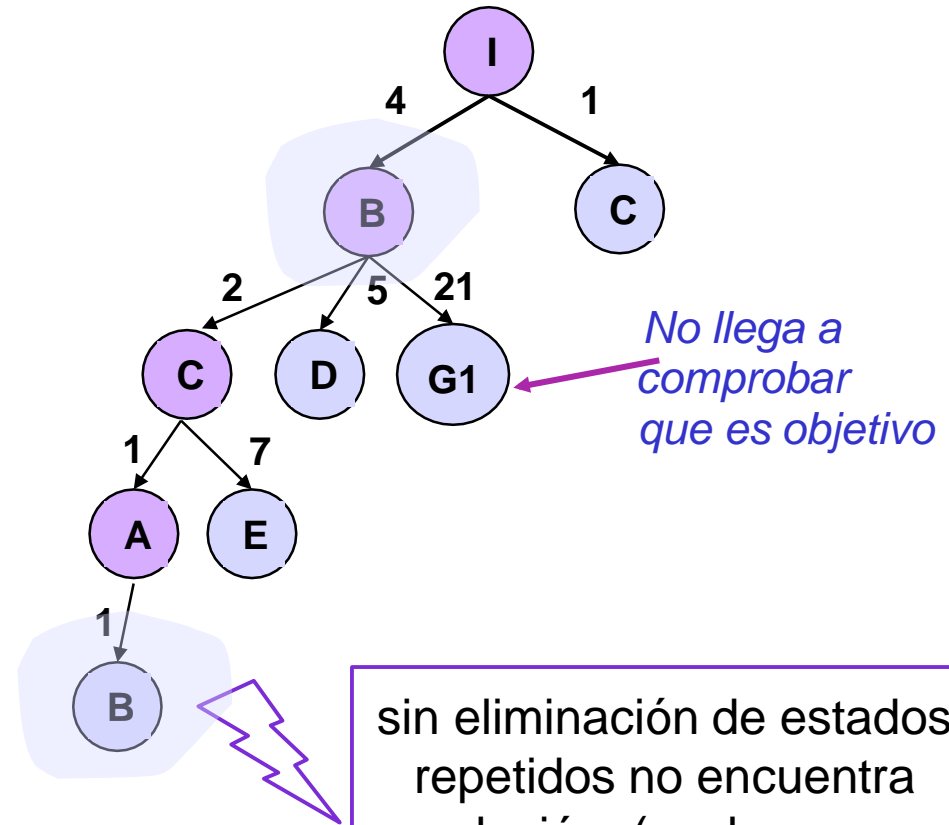 I
4 1
B C
2 5 21
C D G1
No llega a
comprobar
que es objetivo
1 7
A E
1
B
sin eliminación de estados
repetidos no encuentra